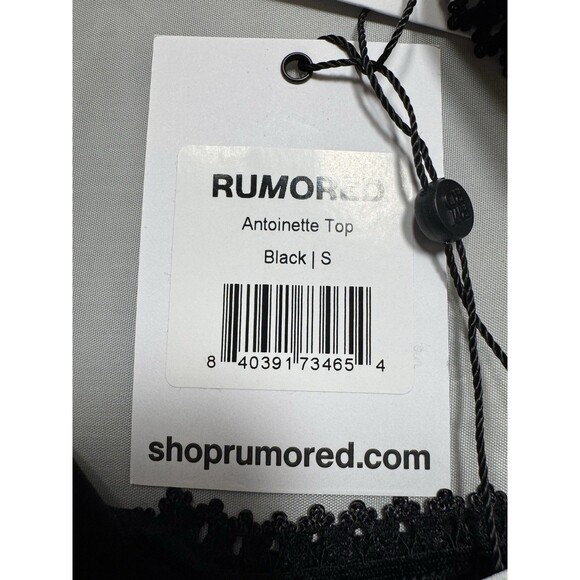 RUMORED
Antoinette Top
Black | S
8 40391 73465 4
shoprumored.com